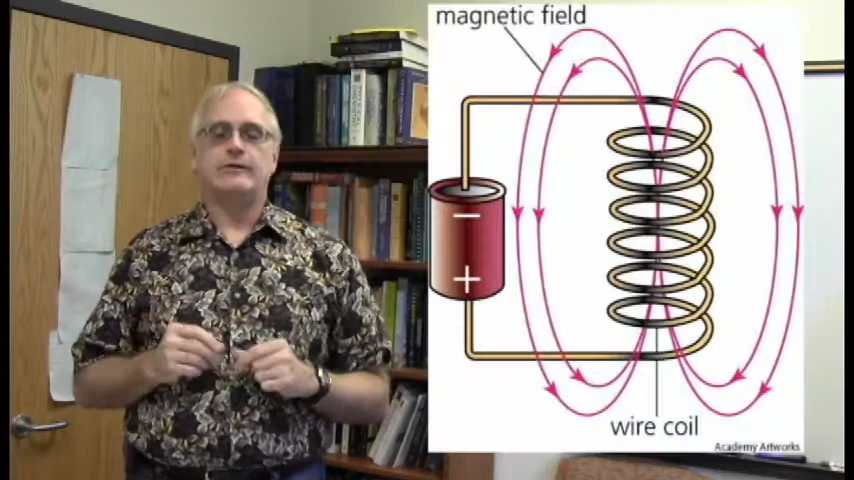 magnetic field
−
+
wire coil
Academy Artworks